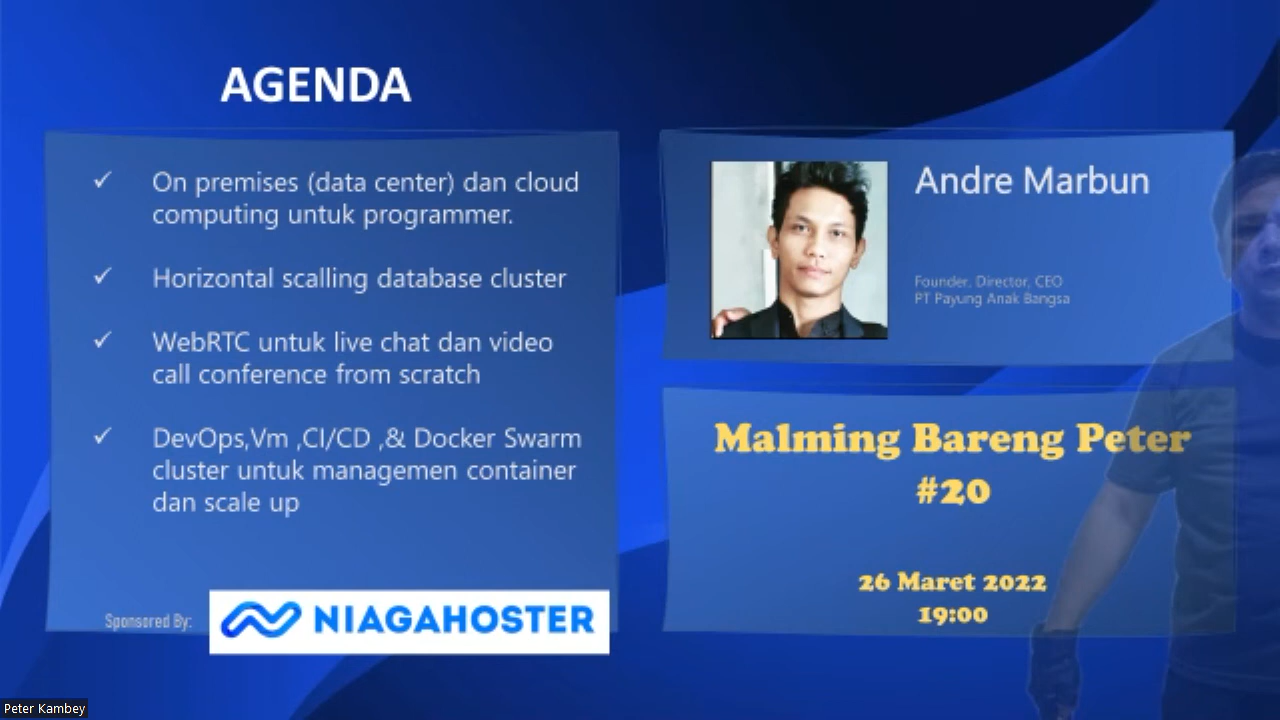 AGENDA
On premises (data center) dan cloud
computing untuk programmer.
Horizontal scalling database cluster
WebRTC untuk live chat dan video
call conference from scratch
DevOps,Vm ,CI/CD ,& Docker Swarm
cluster untuk managemen container
dan scale up
Sponsored By:
NIAGAHOSTER
Andre Marbun
Founder, Director, CEO
PT Payung Anak Bangsa
Malming Bareng Peter
#20
26 Maret 2022
19:00
Peter Kambey